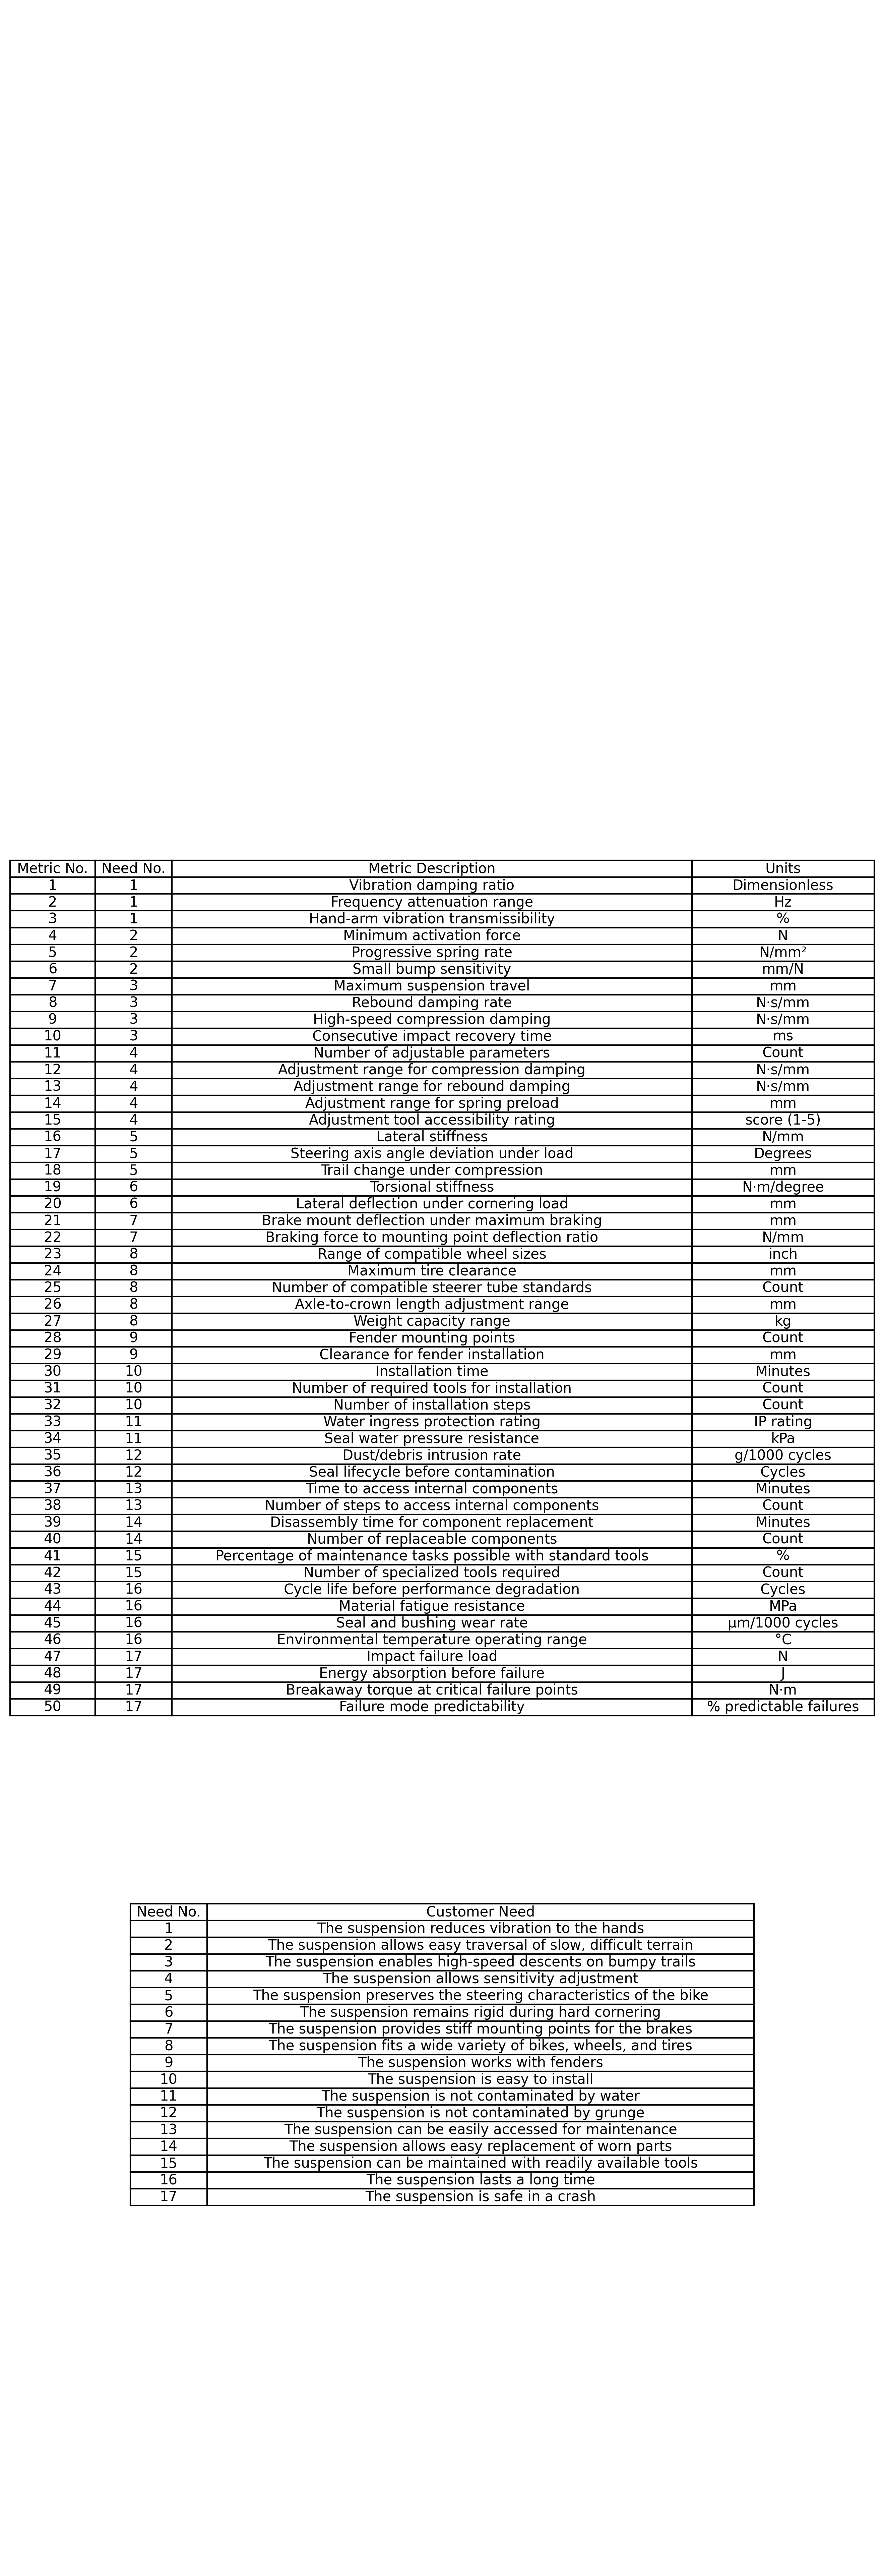 Metric No. Need No. Metric Description Units
1 1 Vibration damping ratio Dimensionless
2 1 Frequency attenuation range Hz
3 1 Hand-arm vibration transmissibility %
4 2 Minimum activation force N
5 2 Progressive spring rate N/mm²
6 2 Small bump sensitivity mm/N
7 3 Maximum suspension travel mm
8 3 Rebound damping rate N·s/mm
9 3 High-speed compression damping N·s/mm
10 3 Consecutive impact recovery time ms
11 4 Number of adjustable parameters Count
12 4 Adjustment range for compression damping N·s/mm
13 4 Adjustment range for rebound damping N·s/mm
14 4 Adjustment range for spring preload mm
15 4 Adjustment tool accessibility rating score (1-5)
16 5 Lateral stiffness N/mm
17 5 Steering axis angle deviation under load Degrees
18 5 Trail change under compression mm
19 6 Torsional stiffness N·m/degree
20 6 Lateral deflection under cornering load mm
21 7 Brake mount deflection under maximum braking mm
22 7 Braking force to mounting point deflection ratio N/mm
23 8 Range of compatible wheel sizes inch
24 8 Maximum tire clearance mm
25 8 Number of compatible steerer tube standards Count
26 8 Axle-to-crown length adjustment range mm
27 8 Weight capacity range kg
28 9 Fender mounting points Count
29 9 Clearance for fender installation mm
30 10 Installation time Minutes
31 10 Number of required tools for installation Count
32 10 Number of installation steps Count
33 11 Water ingress protection rating IP rating
34 11 Seal water pressure resistance kPa
35 12 Dust/debris intrusion rate g/1000 cycles
36 12 Seal lifecycle before contamination Cycles
37 13 Time to access internal components Minutes
38 13 Number of steps to access internal components Count
39 14 Disassembly time for component replacement Minutes
40 14 Number of replaceable components Count
41 15 Percentage of maintenance tasks possible with standard tools %
42 15 Number of specialized tools required Count
43 16 Cycle life before performance degradation Cycles
44 16 Material fatigue resistance MPa
45 16 Seal and bushing wear rate μm/1000 cycles
46 16 Environmental temperature operating range °C
47 17 Impact failure load N
48 17 Energy absorption before failure J
49 17 Breakaway torque at critical failure points N·m
50 17 Failure mode predictability % predictable failures
Need No. Customer Need
1 The suspension reduces vibration to the hands
2 The suspension allows easy traversal of slow, difficult terrain
3 The suspension enables high-speed descents on bumpy trails
4 The suspension allows sensitivity adjustment
5 The suspension preserves the steering characteristics of the bike
6 The suspension remains rigid during hard cornering
7 The suspension provides stiff mounting points for the brakes
8 The suspension fits a wide variety of bikes, wheels, and tires
9 The suspension works with fenders
10 The suspension is easy to install
11 The suspension is not contaminated by water
12 The suspension is not contaminated by grunge
13 The suspension can be easily accessed for maintenance
14 The suspension allows easy replacement of worn parts
15 The suspension can be maintained with readily available tools
16 The suspension lasts a long time
17 The suspension is safe in a crash